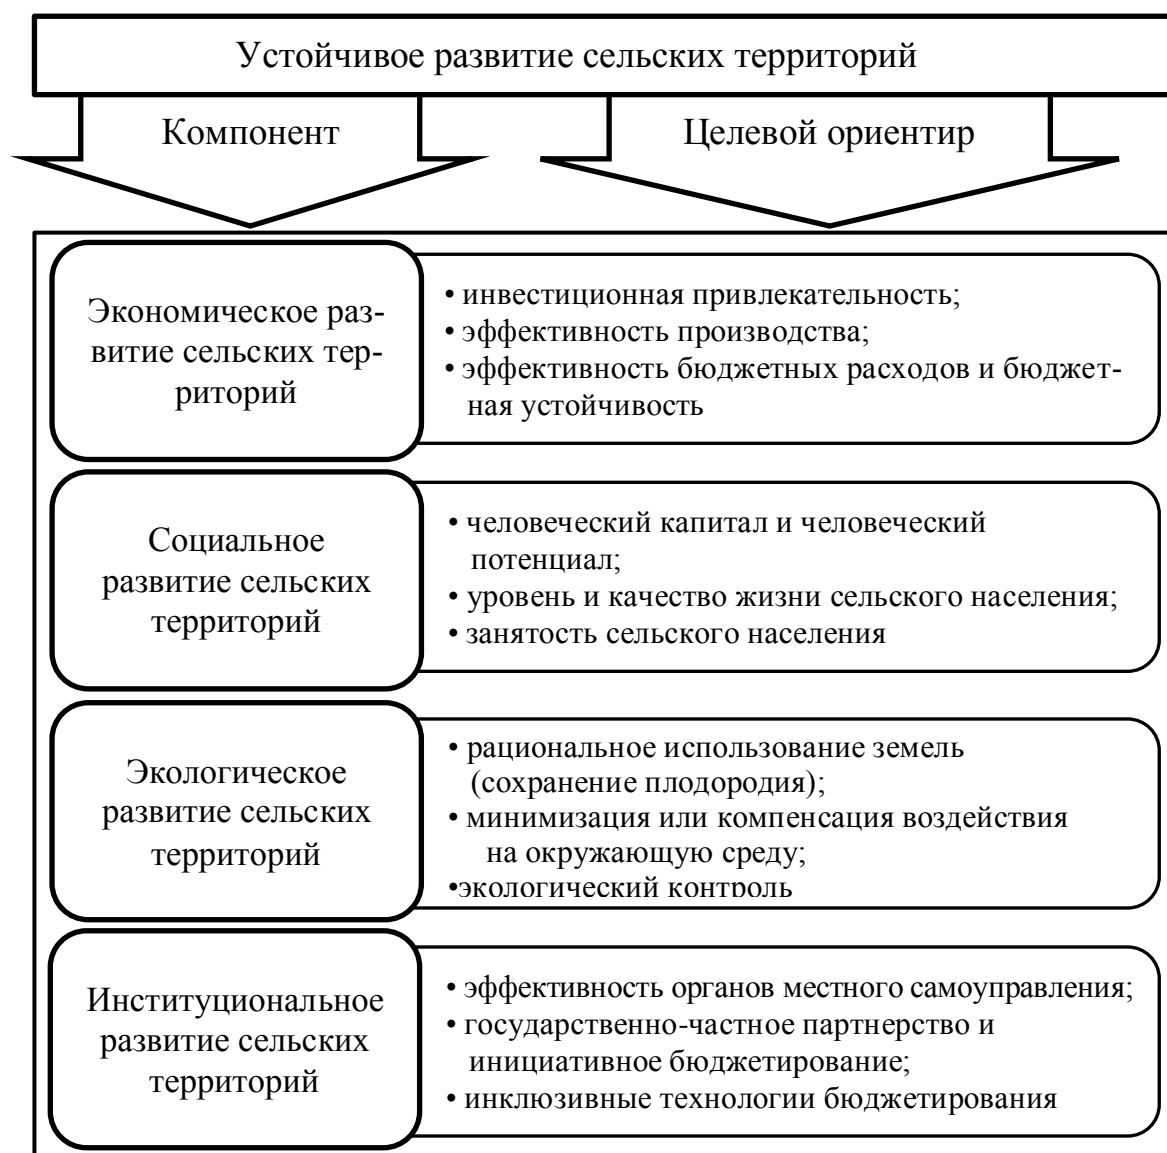 Устойчивое развитие сельских территорий
Компонент
Целевой ориентир
Экономическое раз-
витие сельских тер-
риторий
• инвестиционная привлекательность;
• эффективность производства;
• эффективность бюджетных расходов и бюджет-
ная устойчивость
Социальное
развитие сельских
территорий
• человеческий капитал и человеческий
потенциал;
• уровень и качество жизни сельского населения;
• занятость сельского населения
Экологическое
развитие сельских
территорий
• рациональное использование земель
(сохранение плодородия);
• минимизация или компенсация воздействия
на окружающую среду;
•экологический контроль
Институциональное
развитие сельских
территорий
• эффективность органов местного самоуправления;
• государственно-частное партнерство и
инициативное бюджетирование;
• инклюзивные технологии бюджетирования